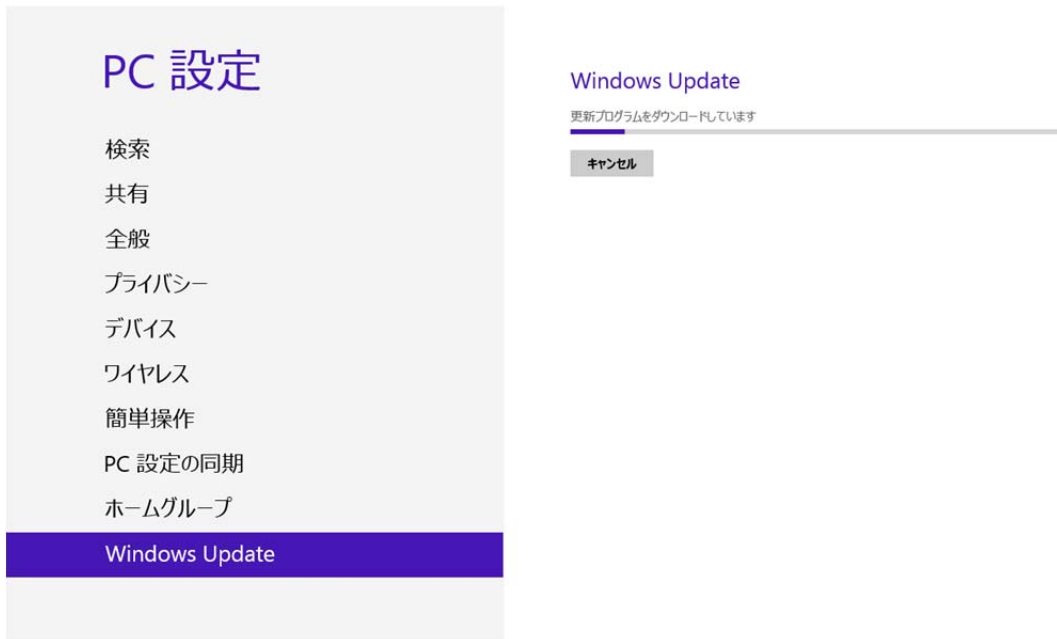 PC 設定
検索
共有
全般
プライバシー
デバイス
ワイヤレス
簡単操作
PC 設定の同期
ホームグループ
Windows Update
Windows Update
更新プログラムをダウンロードしています
キャンセル